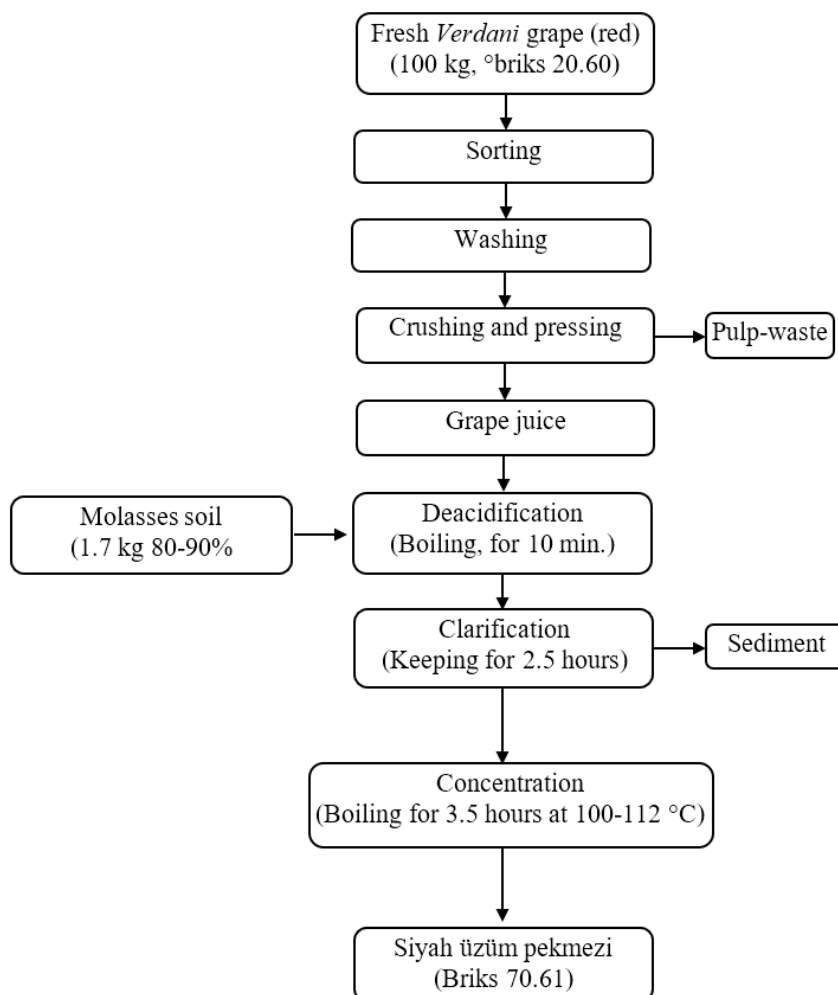 Fresh Verdani grape (red)
(100 kg, °briks 20.60)
Sorting
Washing
Crushing and pressing
Pulp-waste
Grape juice
Molasses soil
(1.7 kg 80-90%
Deacidification
(Boiling, for 10 min.)
Clarification
(Keeping for 2.5 hours)
Sediment
Concentration
(Boiling for 3.5 hours at 100-112 °C)
Siyah üzüm pekmezi
(Briks 70.61)